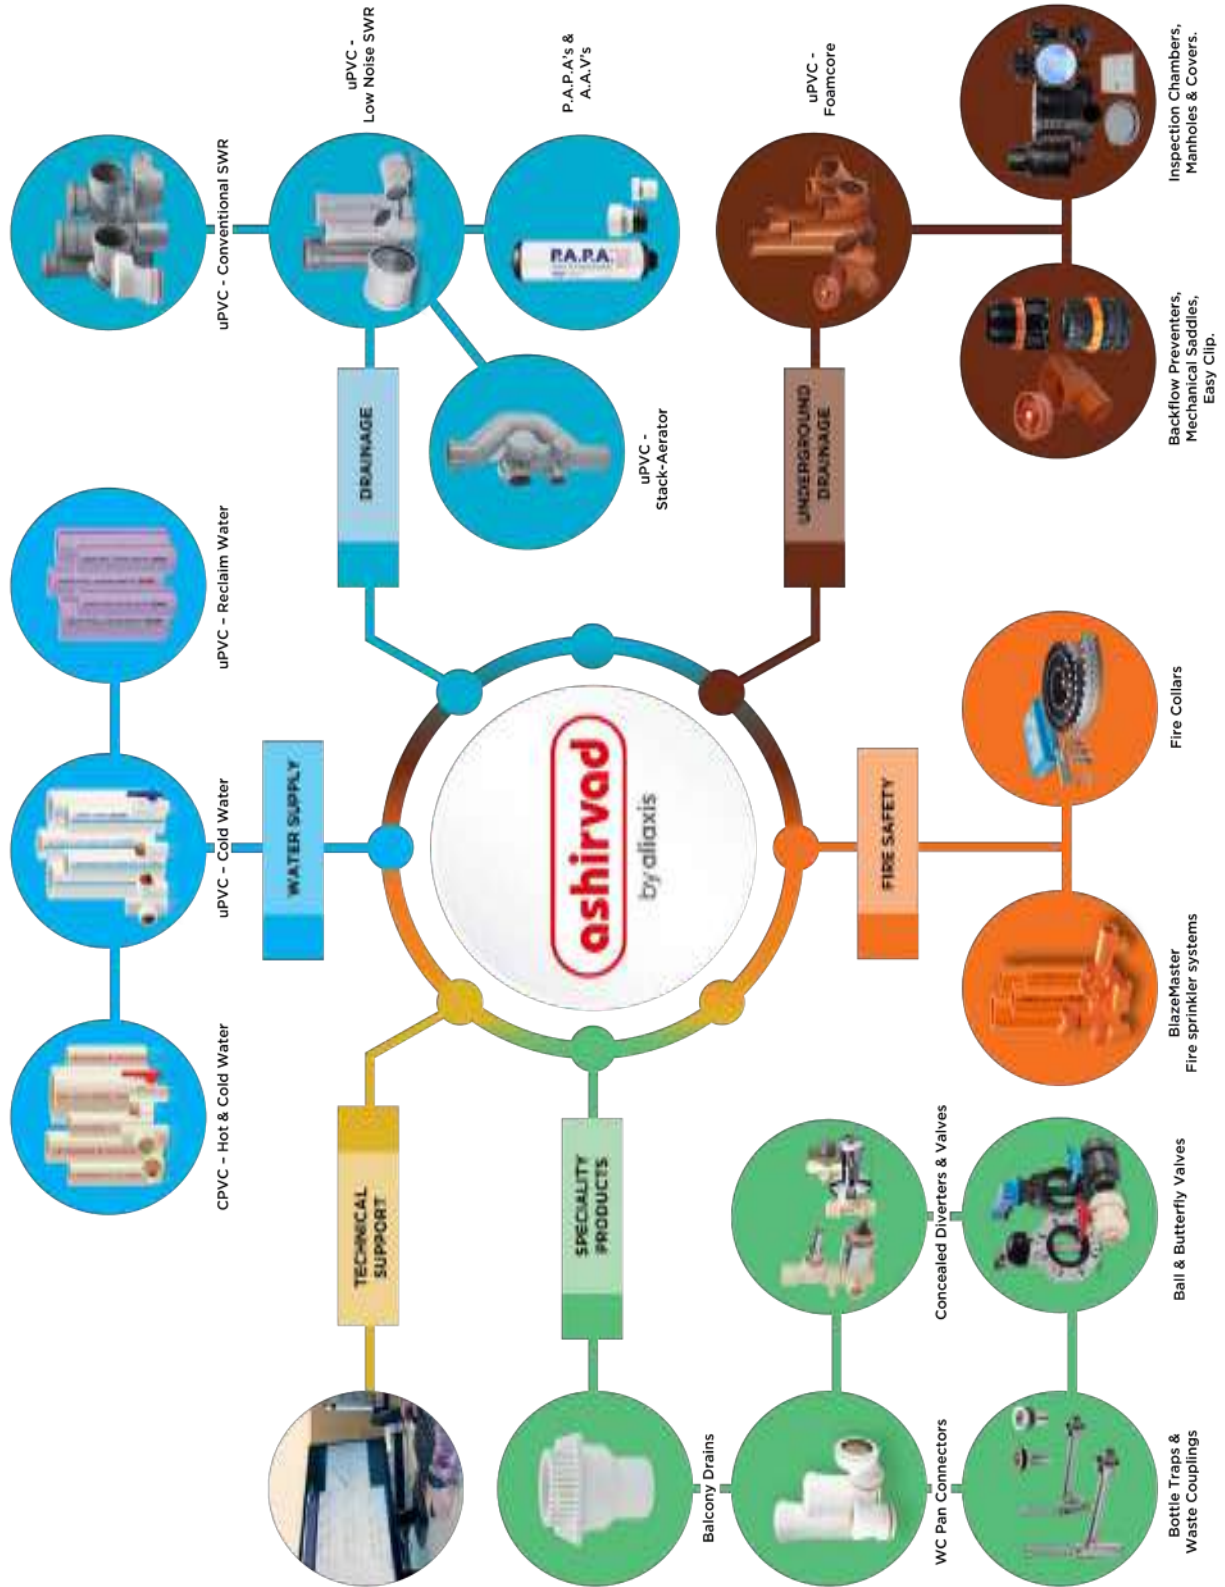 CPVC - Hot & Cold Water
uPVC - Cold Water
uPVC - Reclaim Water
uPVC - Conventional SWR
WATER SUPPLY
TECHNICAL
SUPPORT
DRAINAGE
uPVC -
Low Noise SWR
uPVC -
Stack-Aerator
P.A.P.A.
P.A.P.A's &
A.A.V's
SPECIALITY
PRODUCTS
ashirvad
by aliaxis
Balcony Drains
UNDERGROUND
DRAINAGE
uPVC -
Foamcore
FIRE SAFETY
WC Pan Connectors
Concealed Diverters & Valves
Bottle Traps &
Waste Couplings
Ball & Butterfly Valves
BlazeMaster
Fire sprinkler systems
Fire Collars
Backflow Preventers,
Mechanical Saddles,
Easy Clip.
Inspection Chambers,
Manholes & Covers.